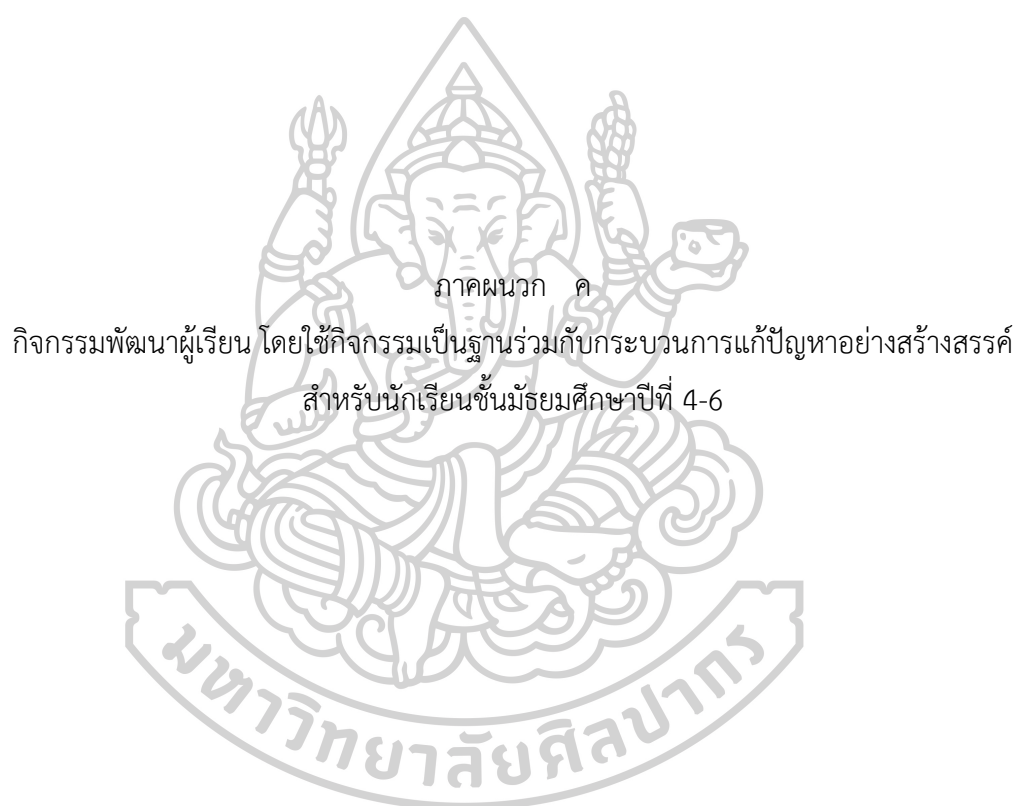 ภาคผนวก ค
กิจกรรมพัฒนาผู้เรียน โดยใช้กิจกรรมเป็นฐานร่วมกับกระบวนการแก้ปัญหาอย่างสร้างสรรค์
สำหรับนักเรียนชั้นมัธยมศึกษาปีที่ 4-6
มหาวิทยาลัยศิลปากร